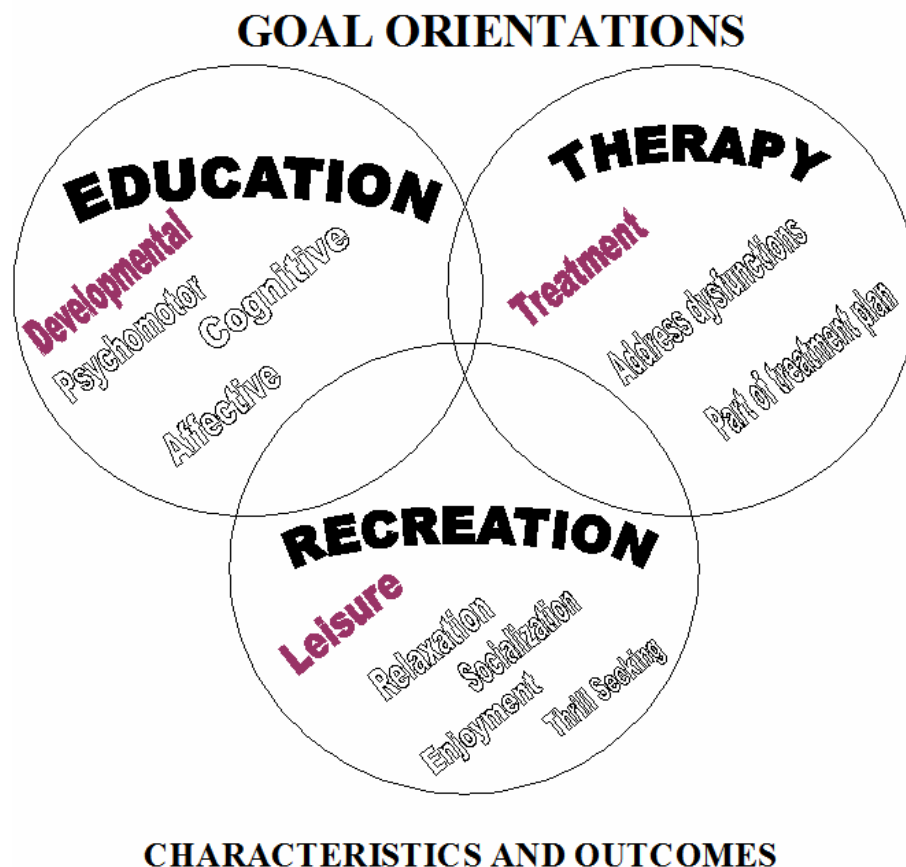 GOAL ORIENTATIONS
EDUCATION
Developmental
Psychomotor
Cognitive
Affective
THERAPY
Treatment
Address dysfunctions
Part of treatment plan
RECREATION
Leisure
Relaxation
Socialization
Enjoyment
Thrill Seeking
CHARACTERISTICS AND OUTCOMES